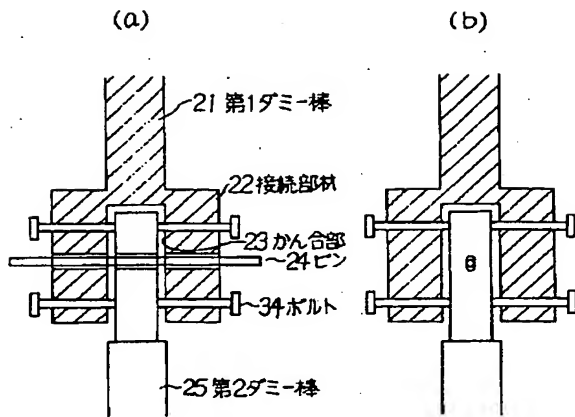 (a)
(b)
21 第1ダミー棒
22 接続部材
23 かん合部
24 ピン
34 ボルト
25 第2ダミー棒